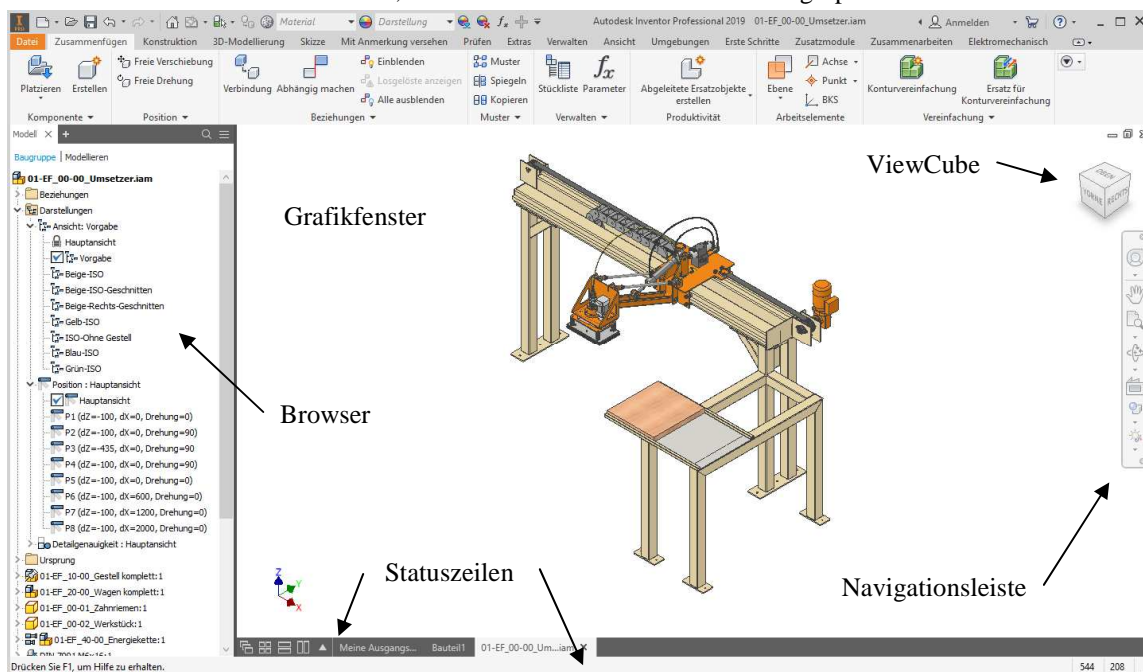 Material
Darstellung
Autodesk Inventor Professional 2019 01-EF_00-00_Umsetzer.iam
Anmelden
PRO
Datei Zusammenfügen Konstruktion 3D-Modellierung Skizze Mit Anmerkung versehen Prüfen Extras Verwalten Ansicht Umgebungen Erste Schritte Zusatzmodule Zusammenarbeiten Elektromechanisch
Platzieren Erstellen
Freie Verschiebung
Freie Drehung
Verbindung Abhängig machen
Einblenden
Losgelöste anzeigen
Alle ausblenden
Muster
Spiegeln
Kopieren
Stückliste Parameter
Abgeleitete Ersatzobjekte erstellen
Ebene
Achse
Punkt
BKS
Konturvereinfachung
Ersatz für Konturvereinfachung
Komponente Position Beziehungen Muster Verwalten Produktivität Arbeitselemente Vereinfachung
Modell
Baugruppe | Modellieren
01-EF_00-00_Umsetzer.iam
Beziehungen
Darstellungen
Ansicht: Vorgabe
Hauptansicht
Vorgabe
Beige-ISO
Beige-ISO-Geschnitten
Beige-Rechts-Geschnitten
Gelb-ISO
ISO-Ohne Gestell
Blau-ISO
Grün-ISO
Position : Hauptansicht
Hauptansicht
P1 (dZ=-100, dX=0, Drehung=0)
P2 (dZ=-100, dX=0, Drehung=90)
P3 (dZ=-435, dX=0, Drehung=90
P4 (dZ=-100, dX=0, Drehung=90)
P5 (dZ=-100, dX=0, Drehung=0)
P6 (dZ=-100, dX=600, Drehung=0)
P7 (dZ=-100, dX=1200, Drehung=0)
P8 (dZ=-100, dX=2000, Drehung=0)
Detailgenauigkeit : Hauptansicht
Ursprung
01-EF_10-00_Gestell komplett:1
01-EF_20-00_Wagen komplett:1
01-EF_00-01_Zahnriemen:1
01-EF_00-02_Werkstück:1
01-EF_40-00_Energiekette:1
Grafikfenster
ViewCube
OBEN
VORNE RECHTS
Browser
Statuszeilen
Navigationsleiste
Z
Y
X
Meine Ausgangs... Bauteil1 01-EF_00-00_Um...iam
Drücken Sie F1, um Hilfe zu erhalten.
544 208